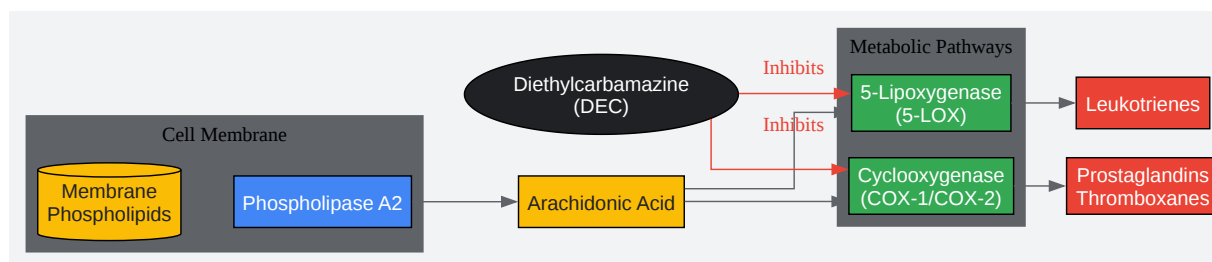 Metabolic Pathways
Inhibits
Diethylcarbamazine
(DEC)
5-Lipoxygenase
(5-LOX)
Leukotrienes
Inhibits
Cell Membrane
Membrane
Phospholipids
Phospholipase A2
Arachidonic Acid
Cyclooxygenase
(COX-1/COX-2)
Prostaglandins
Thromboxanes